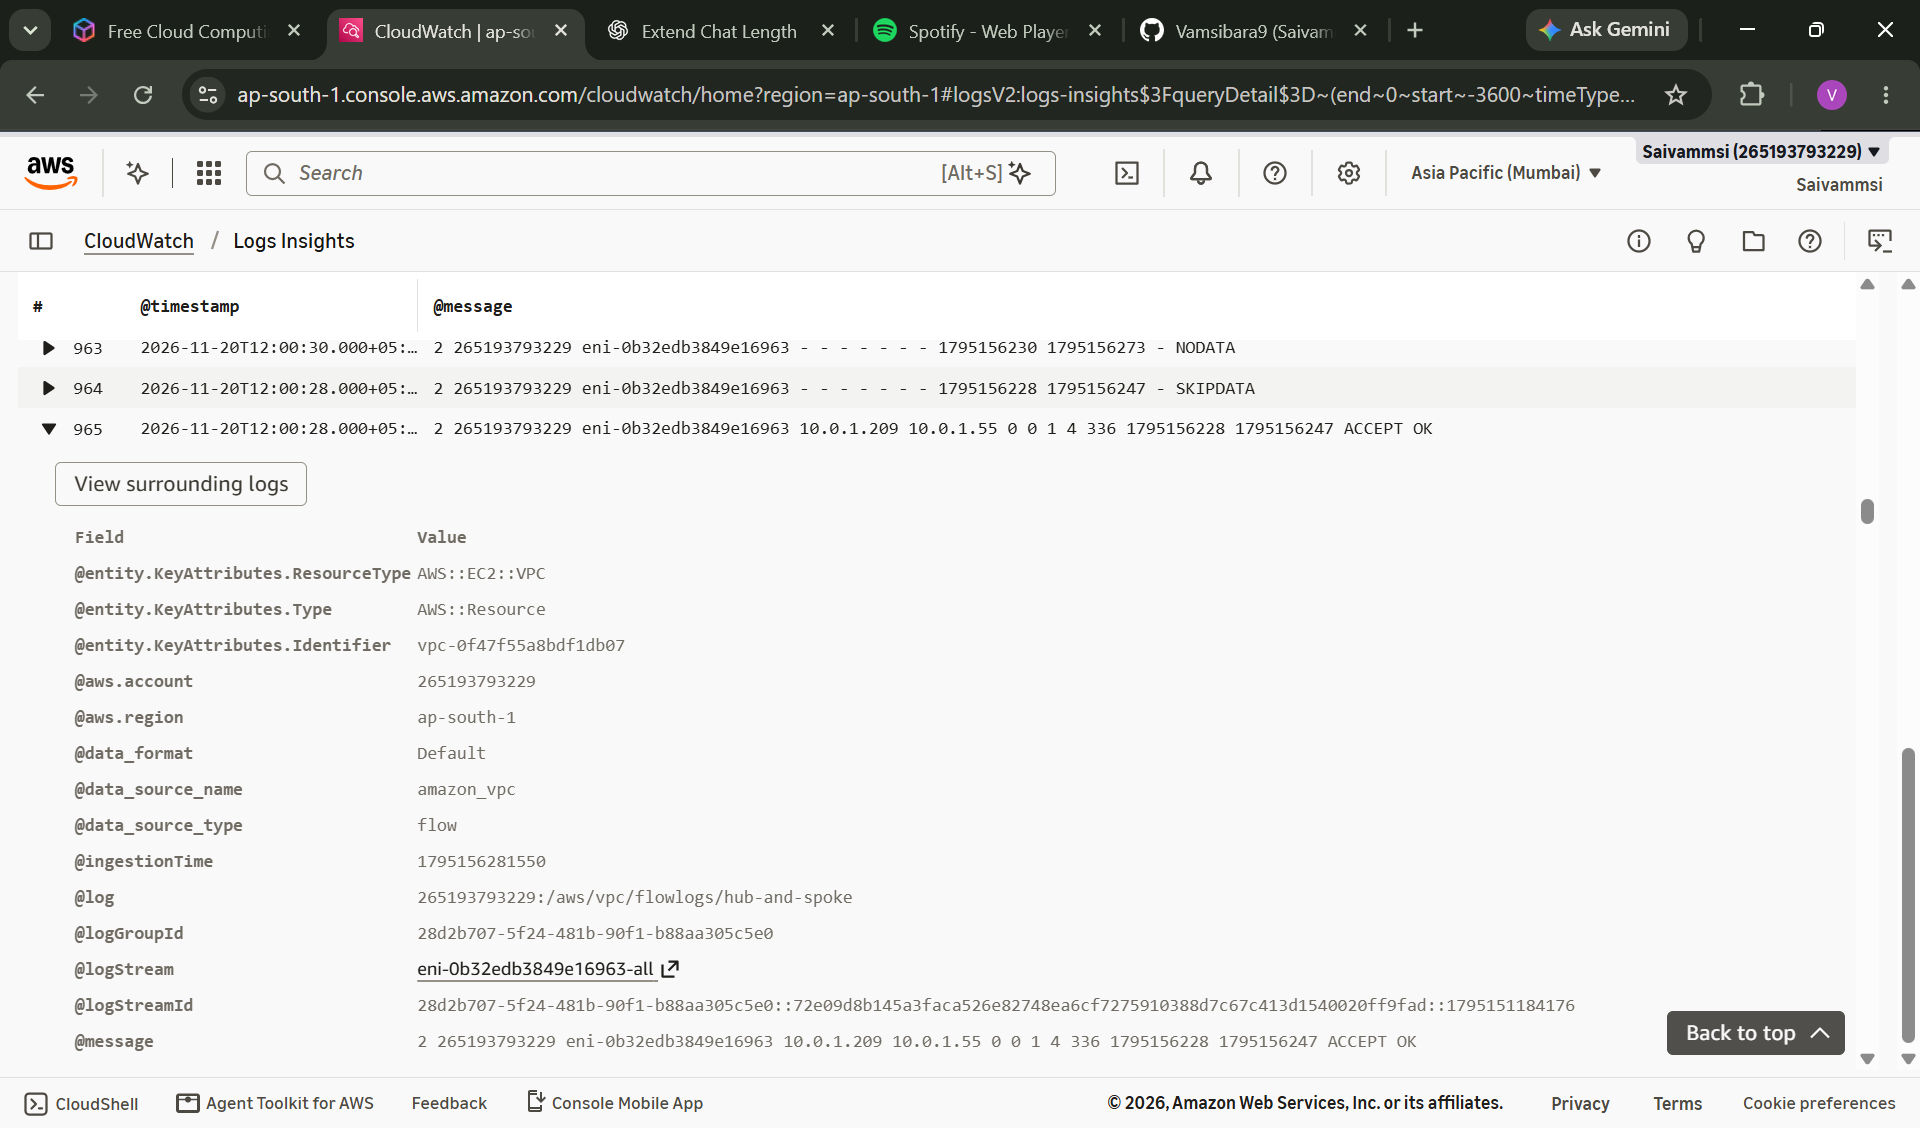 Free Cloud Computi
CloudWatch | ap-sou
Extend Chat Length
Spotify - Web Player
Vamsibara9 (Saivam
Ask Gemini
ap-south-1.console.aws.amazon.com/cloudwatch/home?region=ap-south-1#logsV2:logs-insights$3FqueryDetail$3D~(end~0~start~-3600~timeType...
V
aws
Search
[Alt+S]
Asia Pacific (Mumbai)
Saivammsi (265193793229)
Saivammsi
CloudWatch / Logs Insights
# @timestamp @message
963 2026-11-20T12:00:30.000+05:… 2 265193793229 eni-0b32edb3849e16963 - - - - - - - 1795156230 1795156273 - NODATA
964 2026-11-20T12:00:28.000+05:… 2 265193793229 eni-0b32edb3849e16963 - - - - - - - 1795156228 1795156247 - SKIPDATA
965 2026-11-20T12:00:28.000+05:… 2 265193793229 eni-0b32edb3849e16963 10.0.1.209 10.0.1.55 0 0 1 4 336 1795156228 1795156247 ACCEPT OK
View surrounding logs
Field Value
@entity.KeyAttributes.ResourceType AWS::EC2::VPC
@entity.KeyAttributes.Type AWS::Resource
@entity.KeyAttributes.Identifier vpc-0f47f55a8bdf1db07
@aws.account 265193793229
@aws.region ap-south-1
@data_format Default
@data_source_name amazon_vpc
@data_source_type flow
@ingestionTime 1795156281550
@log 265193793229:/aws/vpc/flowlogs/hub-and-spoke
@logGroupId 28d2b707-5f24-481b-90f1-b88aa305c5e0
@logStream eni-0b32edb3849e16963-all
@logStreamId 28d2b707-5f24-481b-90f1-b88aa305c5e0::72e09d8b145a3faca526e82748ea6cf7275910388d7c67c413d1540020ff9fad::1795151184176
@message 2 265193793229 eni-0b32edb3849e16963 10.0.1.209 10.0.1.55 0 0 1 4 336 1795156228 1795156247 ACCEPT OK
Back to top
CloudShell
Agent Toolkit for AWS
Feedback
Console Mobile App
© 2026, Amazon Web Services, Inc. or its affiliates.
Privacy
Terms
Cookie preferences